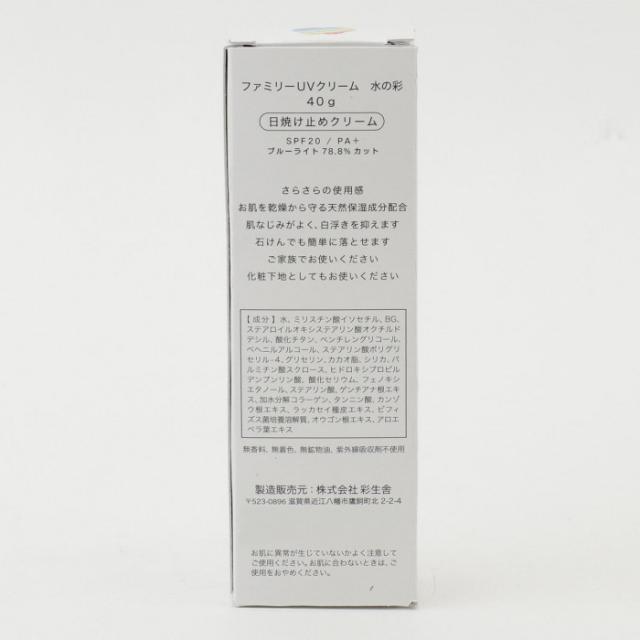 ファミリーUVクリーム　水の彩
40g
日焼け止めクリーム
SPF20 / PA＋
ブルーライト78.8%カット
さらさらの使用感
お肌を乾燥から守る天然保湿成分配合
肌なじみがよく、白浮きを抑えます
石けんでも簡単に落とせます
ご家族でお使いください
化粧下地としてもお使いください
【成分】水、ミリスチン酸イソセチル、BG、
ステアロイルオキシステアリン酸オクチルド
デシル、酸化チタン、ペンチレングリコール、
ベヘニルアルコール、ステアリン酸ポリグリ
セリル-4、グリセリン、カカオ脂、シリカ、パ
ルミチン酸スクロース、ヒドロキシプロピル
デンプンリン酸、酸化セリウム、フェノキシ
エタノール、ステアリン酸、ゲンチアナ根エキ
ス、加水分解コラーゲン、タンニン酸、カンゾ
ウ根エキス、ラッカセイ種皮エキス、ビフィ
ズス菌培養溶解質、オウゴン根エキス、アロエ
ベラ葉エキス
無香料、無着色、無鉱物油、紫外線吸収剤不使用
製造販売元：株式会社 彩生舎
〒523-0896 滋賀県近江八幡市鷹飼町北2-2-4
お肌に異常が生じていないかよく注意して
ご使用ください。お肌に合わないときは、ご
使用をおやめください。